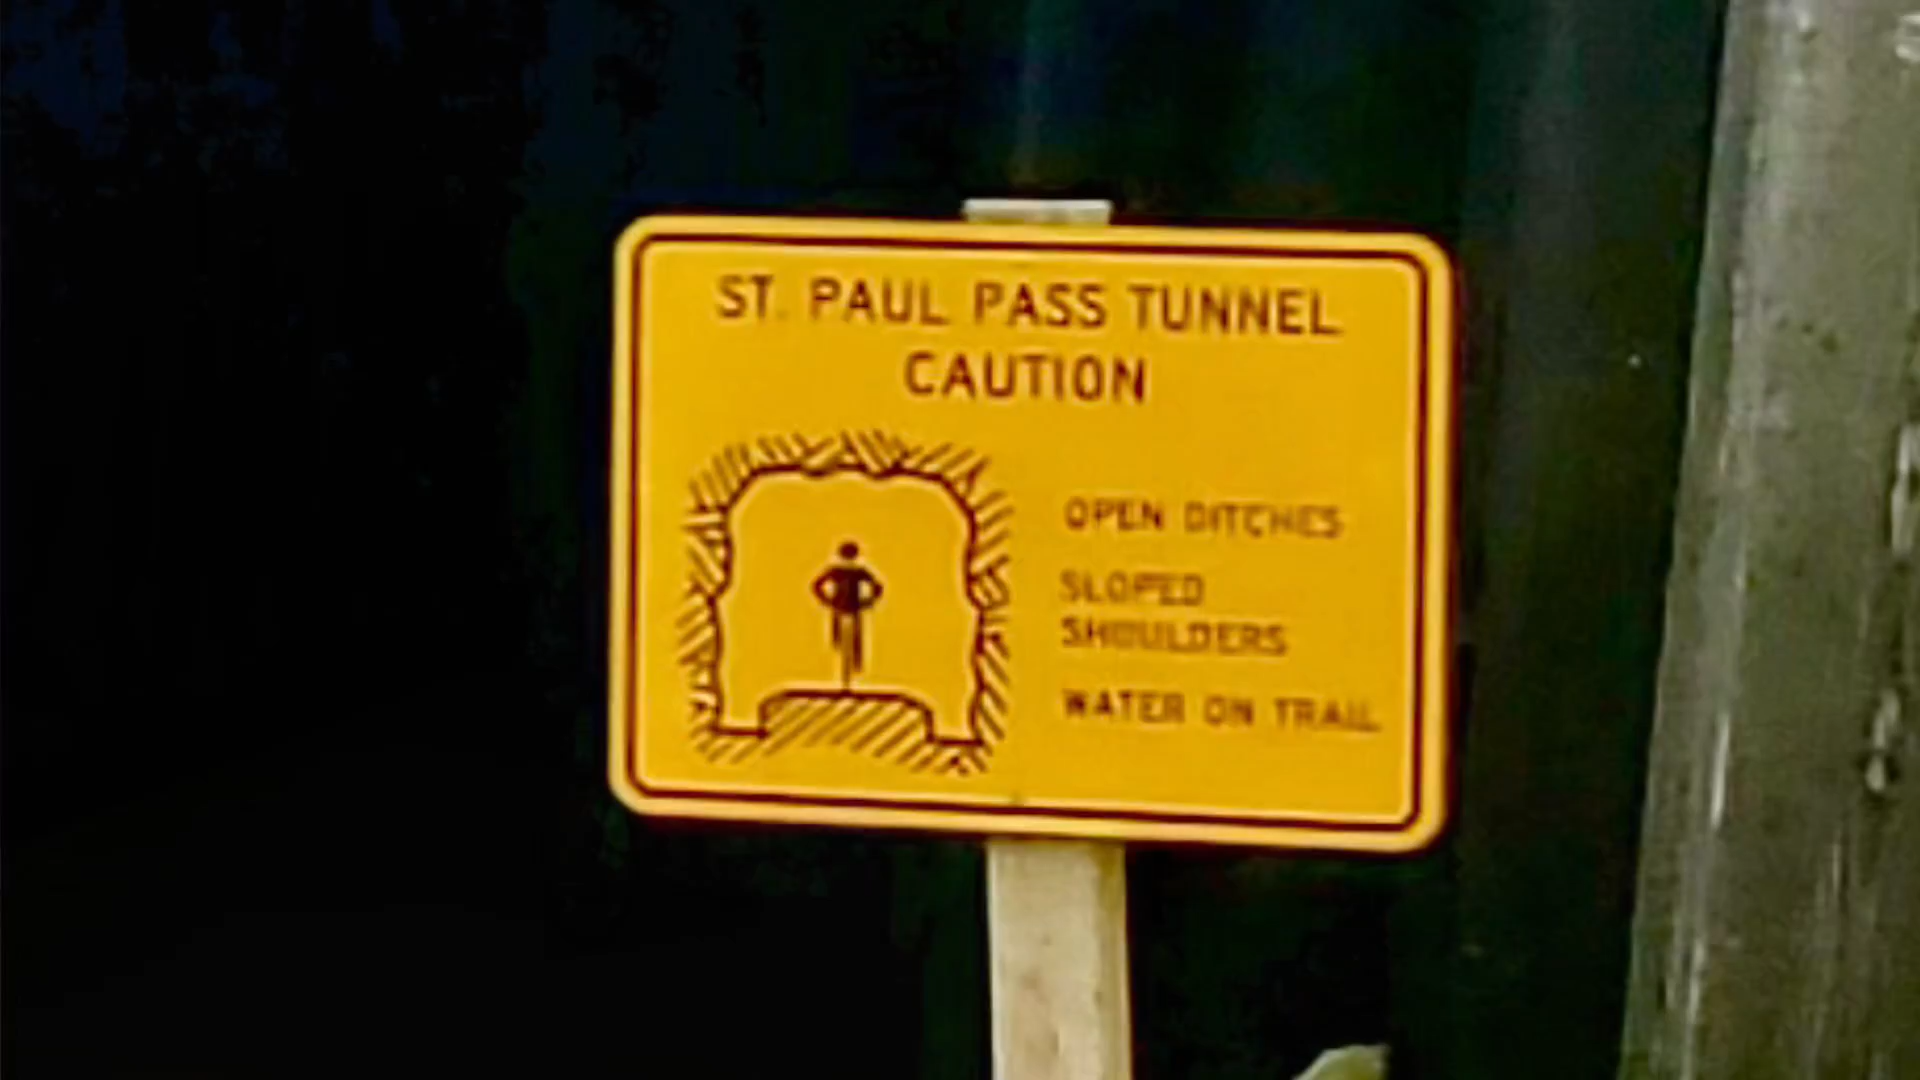 ST. PAUL PASS TUNNEL
CAUTION
OPEN DITCHES
SLOPED
SHOULDERS
WATER ON TRAIL